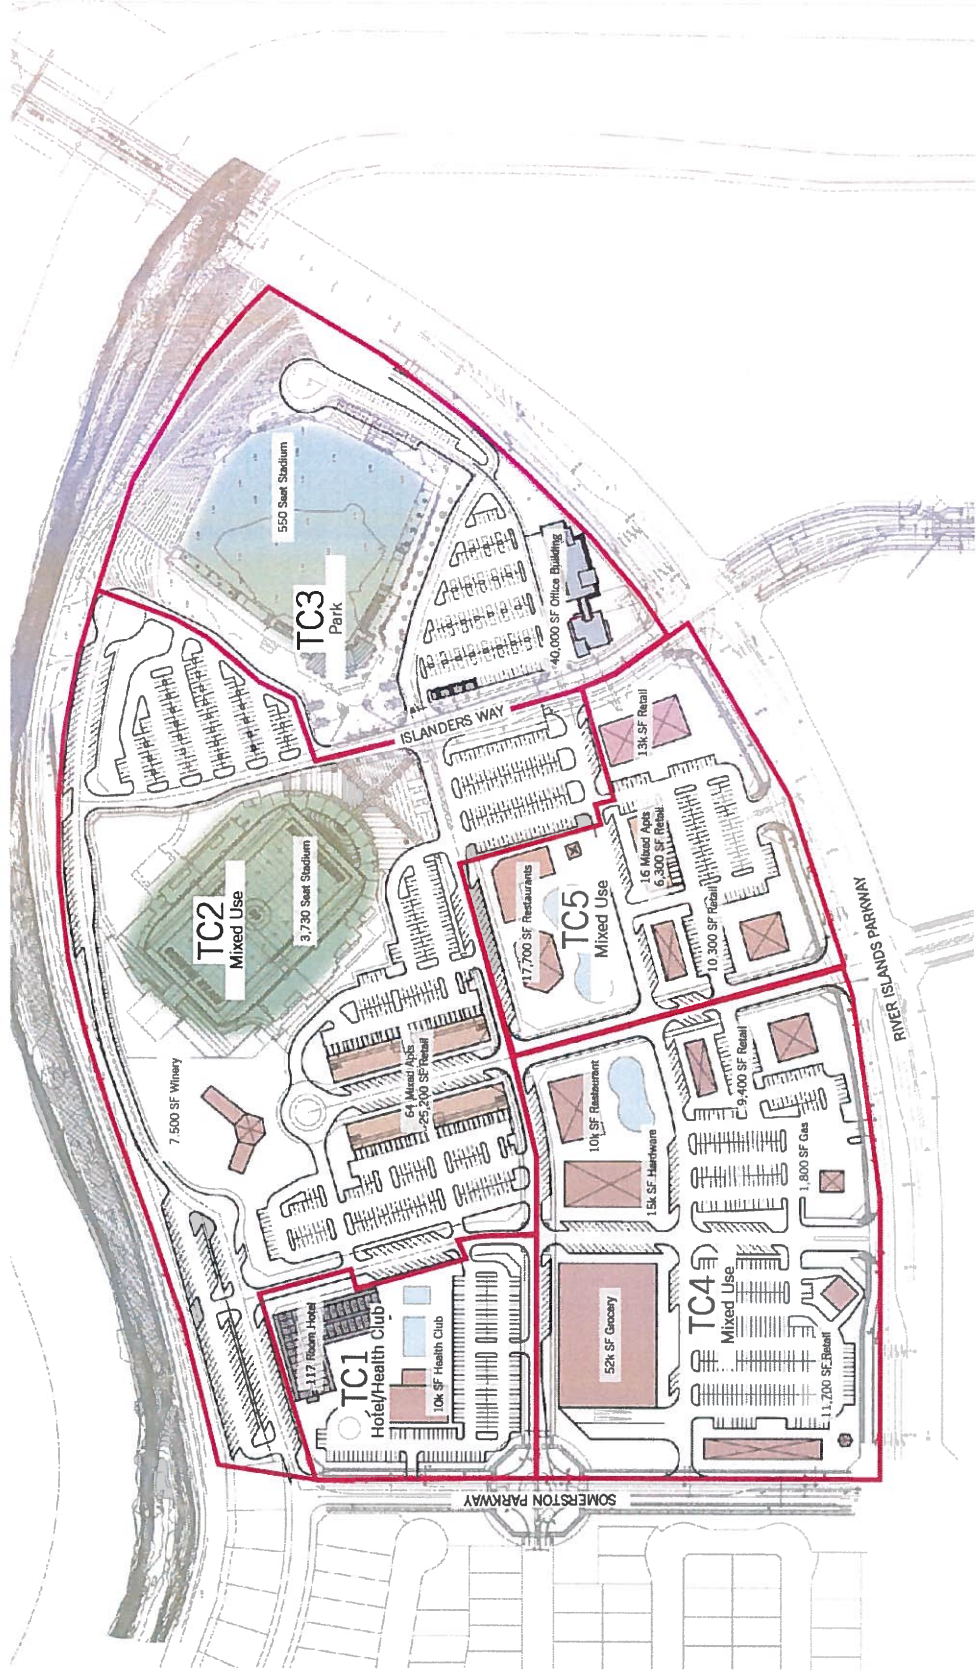 550 Seat Stadium
TC3
Park
40,000 SF Office Building
ISLANDERS WAY
TC2
Mixed Use
3,730 Seat Stadium
7,500 SF Winery
64 Mixed Apts
25,200 SF Retail
13k SF Retail
16 Mixed Apts
6,300 SF Retail
17,700 SF Restaurants
TC5
Mixed Use
10,300 SF Retail
RIVER ISLANDS PARKWAY
10k SF Restaurant
15k SF Hardware
9,400 SF Retail
1,800 SF Gas
117 Room Hotel
TC1
Hotel/Health Club
10k SF Health Club
52k SF Grocery
TC4
Mixed Use
11,200 SF Retail
SOMERSTON PARKWAY